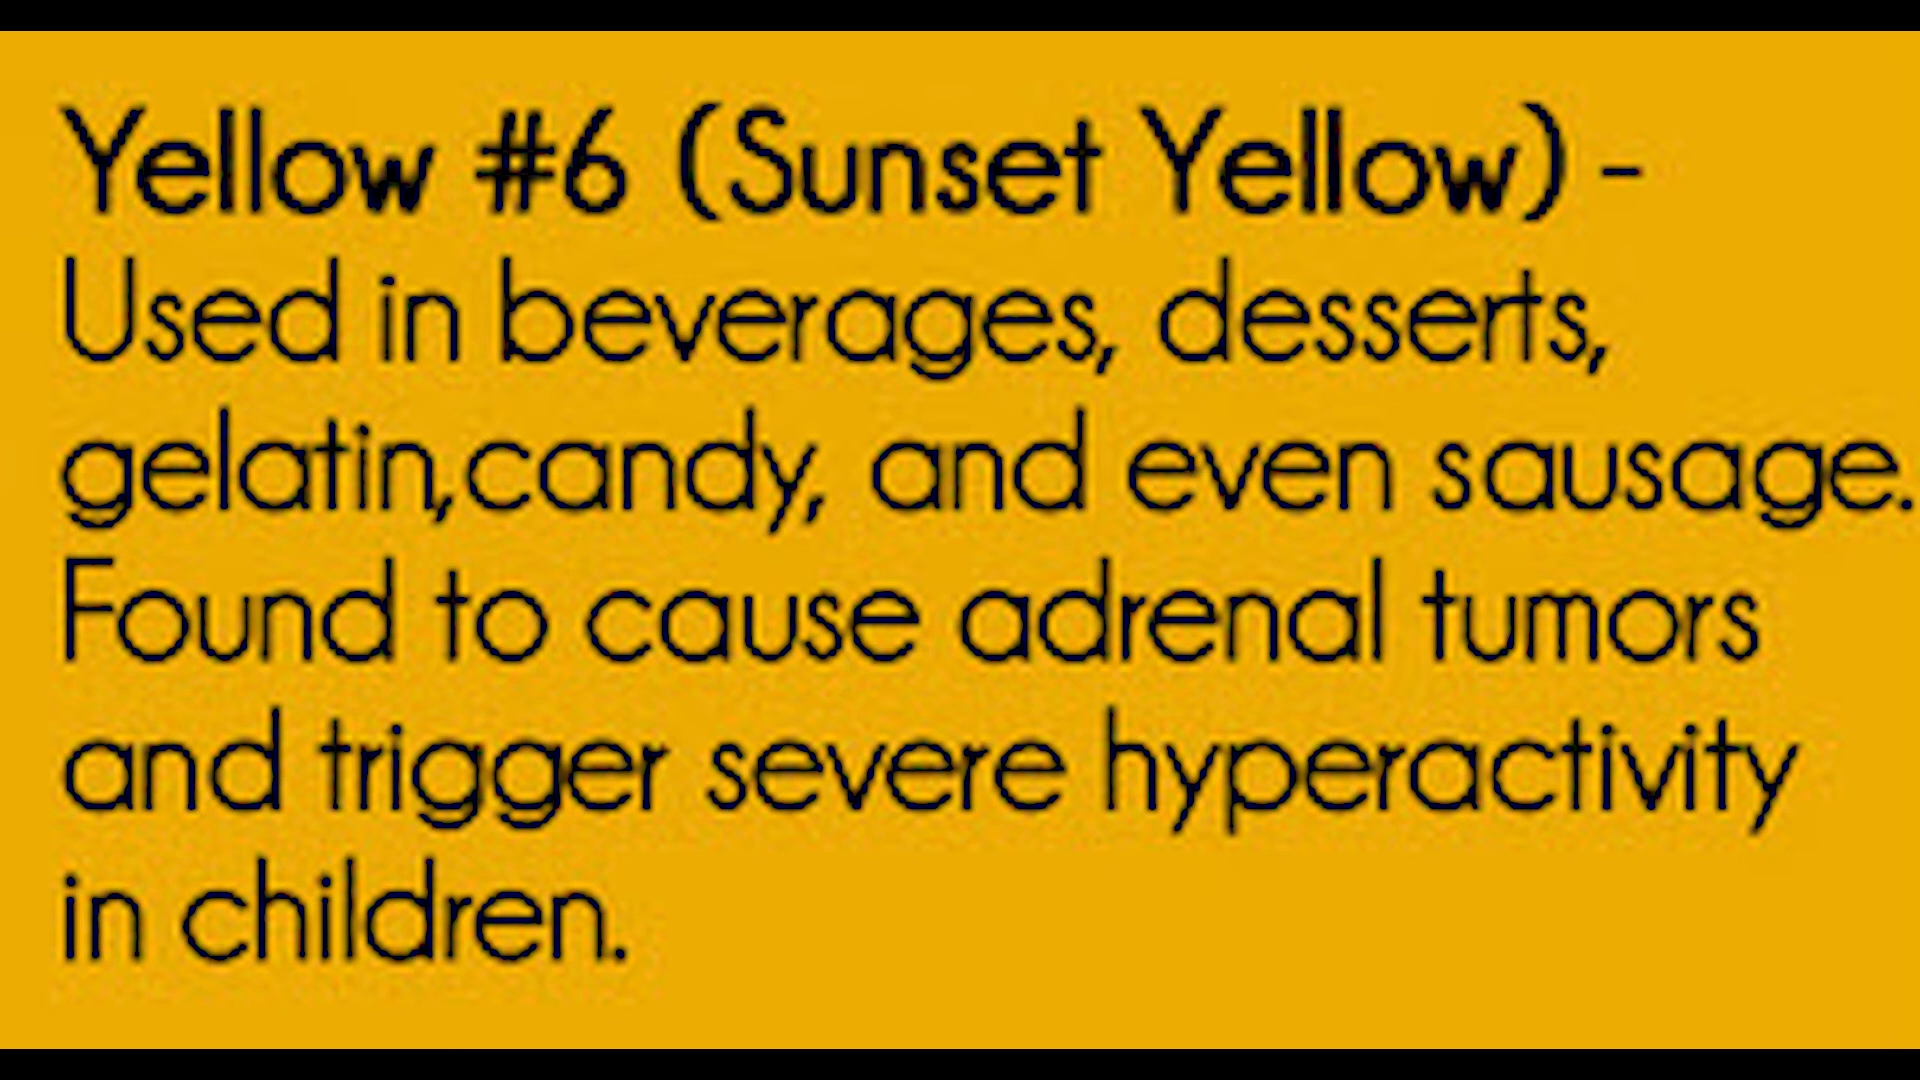 Yellow #6 (Sunset Yellow) -
Used in beverages, desserts,
gelatin,candy, and even sausage.
Found to cause adrenal tumors
and trigger severe hyperactivity
in children.